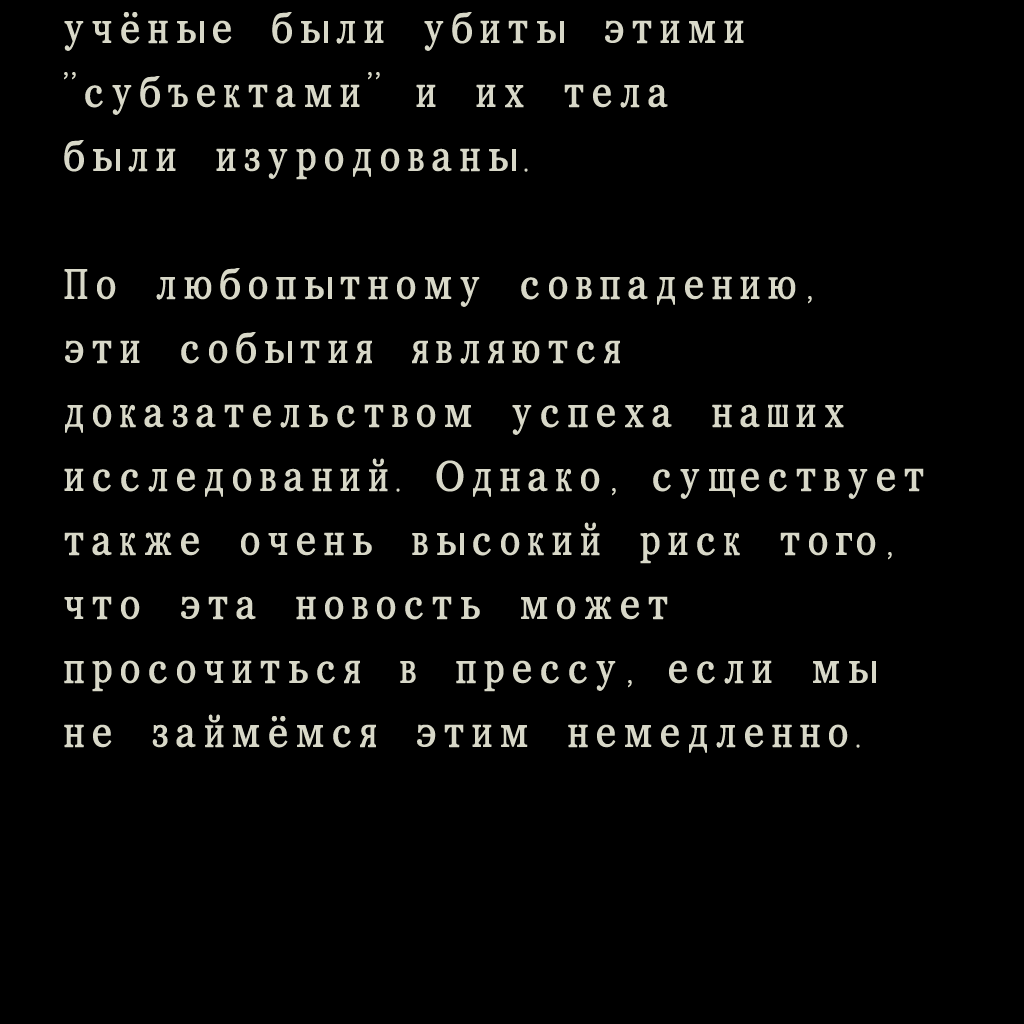 учёные были убиты этими
"субъектами" и их тела
были изуродованы.
По любопытному совпадению,
эти события являются
доказательством успеха наших
исследований. Однако, существует
также очень высокий риск того,
что эта новость может
просочиться в прессу, если мы
не займёмся этим немедленно.